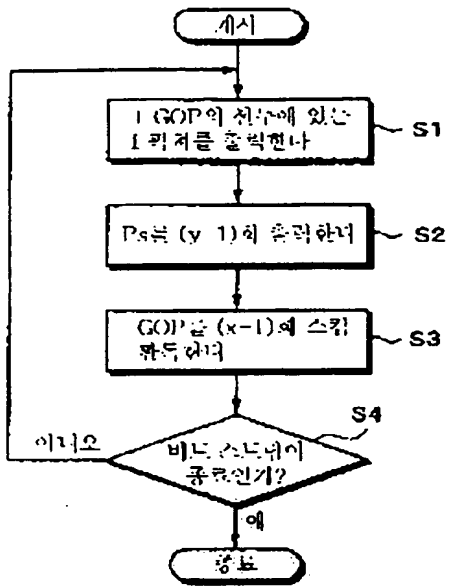 개시
1 GOP의 선두에 있는
I 픽처를 출력한다
S1
Ps를 (y-1)회 출력한다
S2
GOP를 (x-1)회 스킵
판독한다
S3
S4
비트 스트림이
종료인가?
아니오
예
종료